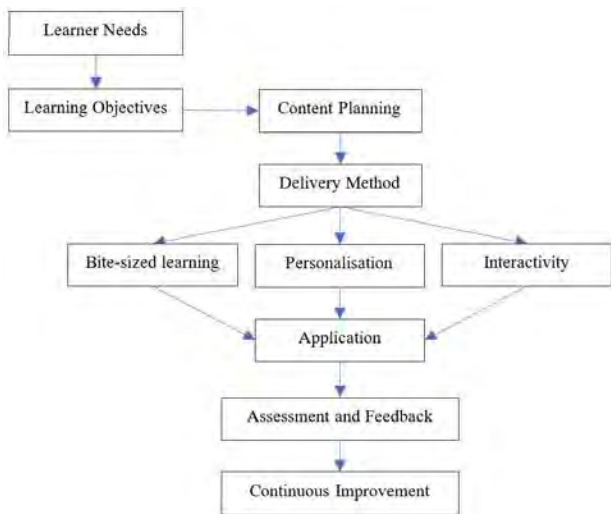 Learner Needs
Learning Objectives
Content Planning
Delivery Method
Bite-sized learning
Personalisation
Interactivity
Application
Assessment and Feedback
Continuous Improvement